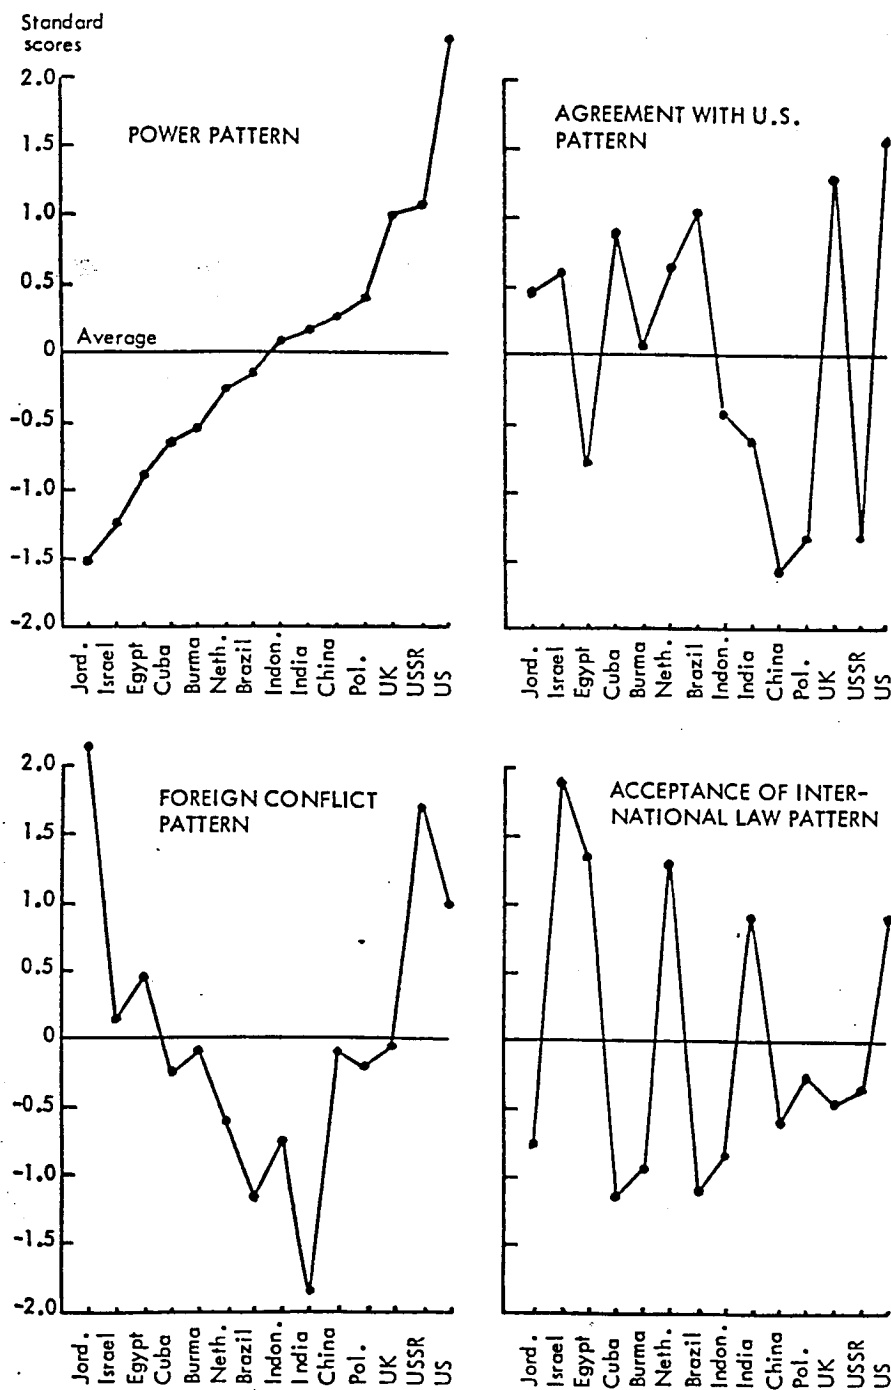 Standard
scores
2.0
1.5
1.0
0.5
0
-0.5
-1.0
-1.5
-2.0
POWER PATTERN
Average
Jord.
Israel
Egypt
Cuba
Burma
Neth.
Brazil
Indon.
India
China
Pol.
UK
USSR
US
AGREEMENT WITH U.S.
PATTERN
Jord.
Israel
Egypt
Cuba
Burma
Neth.
Brazil
Indon.
India
China
Pol.
UK
USSR
US
2.0
1.5
1.0
0.5
0
-0.5
-1.0
-1.5
-2.0
FOREIGN CONFLICT
PATTERN
Jord.
Israel
Egypt
Cuba
Burma
Neth.
Brazil
Indon.
India
China
Pol.
UK
USSR
US
ACCEPTANCE OF INTER-
NATIONAL LAW PATTERN
Jord.
Israel
Egypt
Cuba
Burma
Neth.
Brazil
Indon.
India
China
Pol.
UK
USSR
US